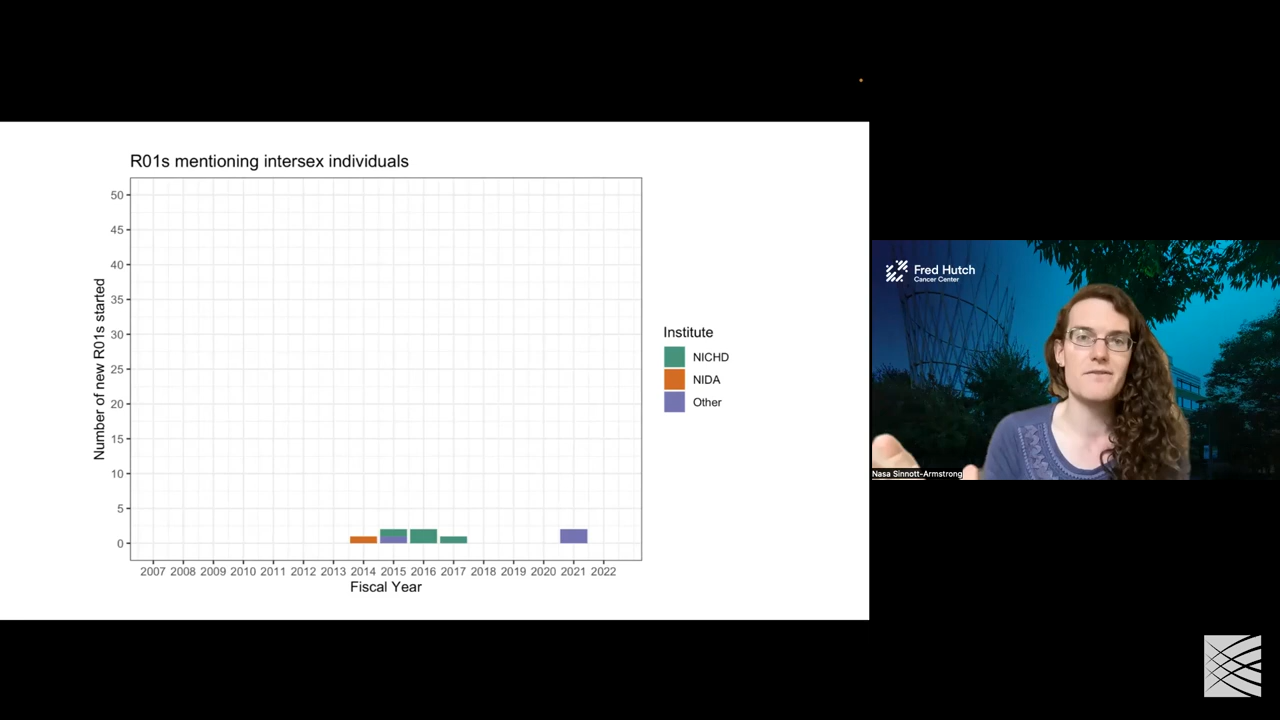 R01s mentioning intersex individuals
Number of new R01s started
50
45
40
35
30
25
20
15
10
5
0
2007 2008 2009 2010 2011 2012 2013 2014 2015 2016 2017 2018 2019 2020 2021 2022
Fiscal Year
Institute
NICHD
NIDA
Other
Fred Hutch
Cancer Center
Nasa Sinnott-Armstrong